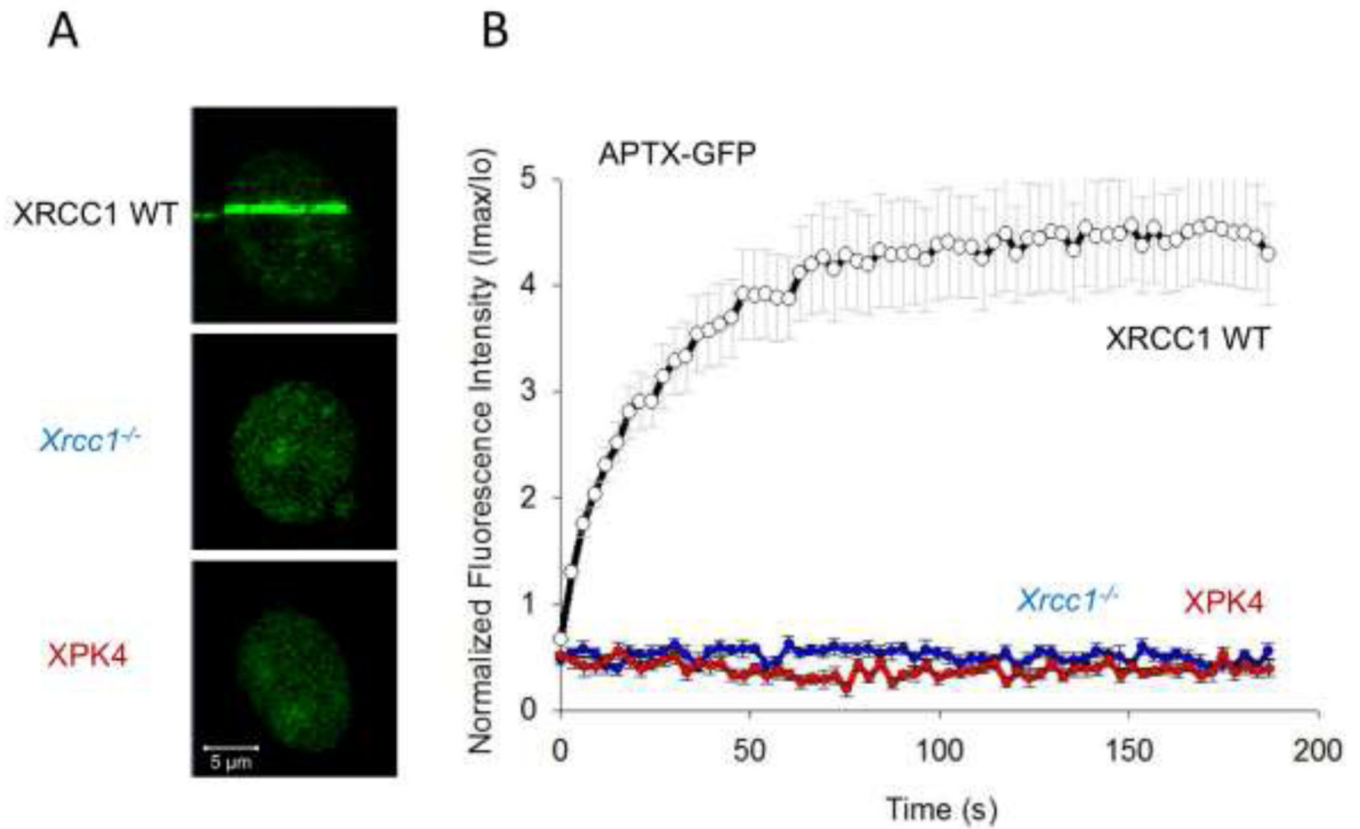 A
B
XRCC1 WT
Xrcc1-/-
XPK4
5 μm
APTX-GFP
Normalized Fluorescence Intensity (Imax/Io)
5
4
3
2
1
0
XRCC1 WT
Xrcc1-/- XPK4
0 50 100 150 200
Time (s)